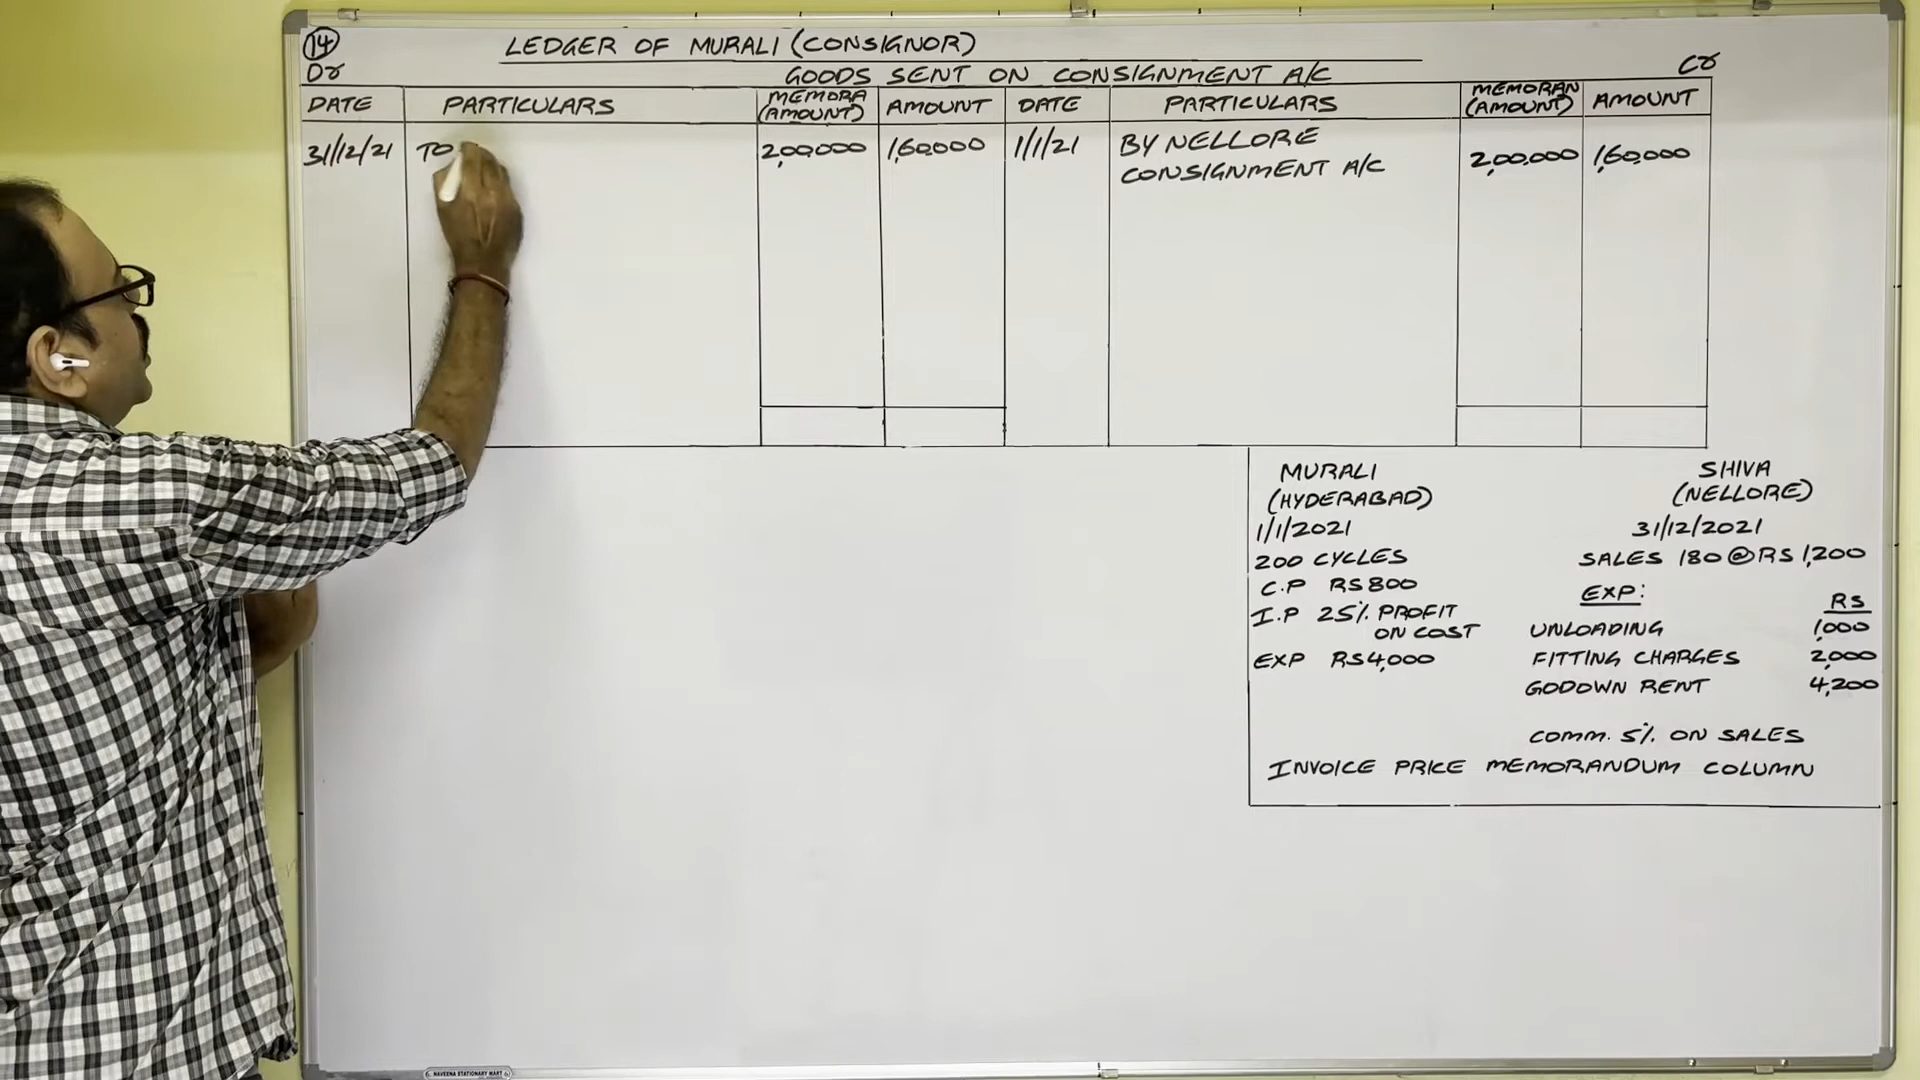 14
LEDGER OF MURALI (CONSIGNOR)
Dr GOODS SENT ON CONSIGNMENT A/C Cr
DATE PARTICULARS MEMORA (AMOUNT) AMOUNT DATE PARTICULARS MEMORAN (AMOUNT) AMOUNT
31/12/21 TO 2,00,000 1,60,000 1/1/21 BY NELLORE
CONSIGNMENT A/C 2,00,000 1,60,000
MURALI SHIVA
(HYDERABAD) (NELLORE)
1/1/2021 31/12/2021
200 CYCLES SALES 180 @ RS 1,200
C.P RS 800 EXP: RS
I.P 25% PROFIT
ON COST UNLOADING 1,000
EXP RS 4,000 FITTING CHARGES 2,000
GODOWN RENT 4,200
COMM. 5% ON SALES
INVOICE PRICE MEMORANDUM COLUMN
NAVEENA STATIONARY MART